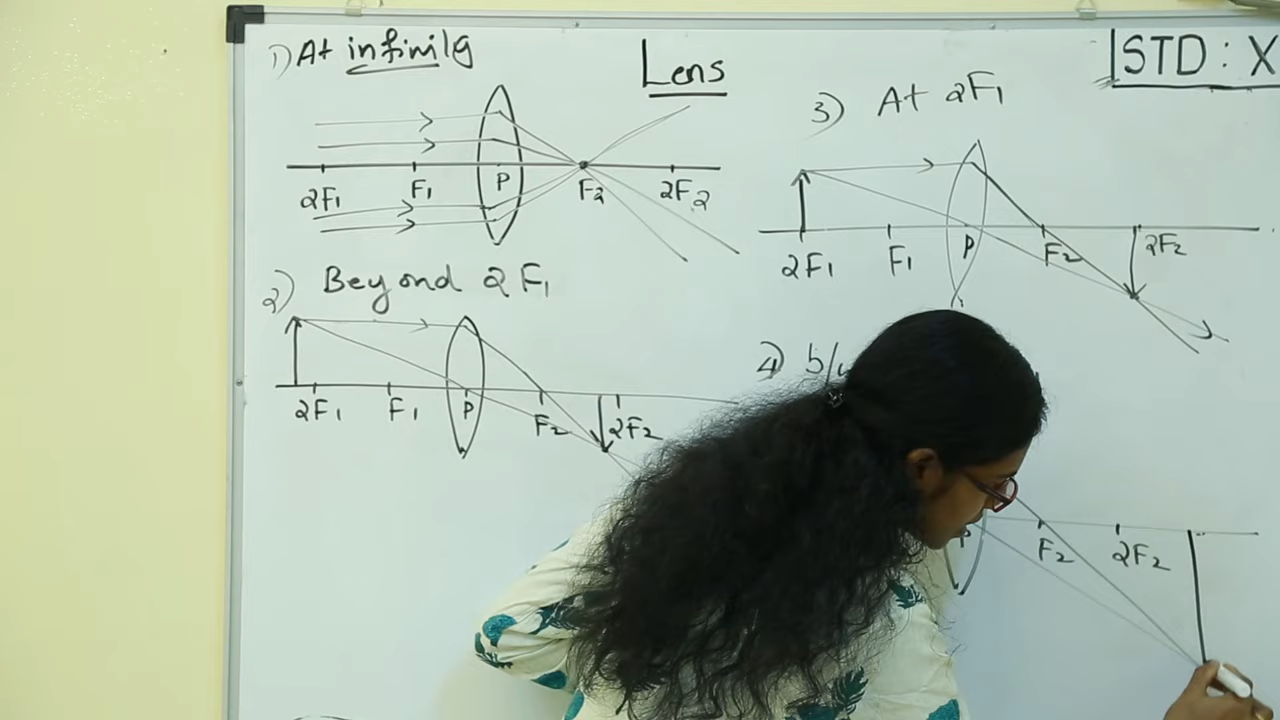 Lens
STD : X
1) At infinity
2F1 F1 P F2 2F2
2) Beyond 2F1
2F1 F1 P F2 2F2
3) At 2F1
2F1 F1 P F2 2F2
4) b/
P F2 2F2